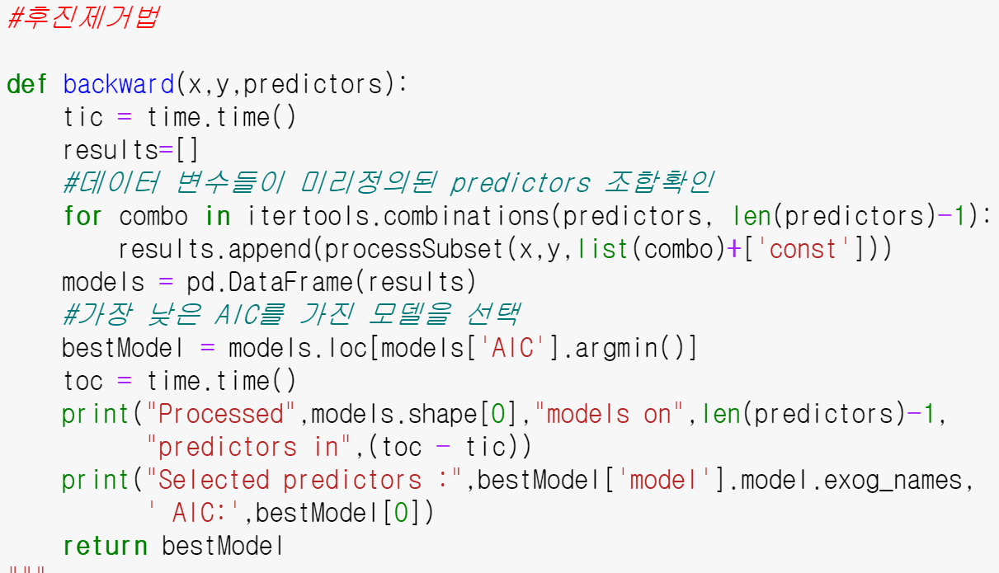 #후진제거법
def backward(x,y,predictors):
    tic = time.time()
    results=[]
    #데이터 변수들이 미리정의된 predictors 조합확인
    for combo in itertools.combinations(predictors, len(predictors)-1):
        results.append(processSubset(x,y,list(combo)+['const']))
    models = pd.DataFrame(results)
    #가장 낮은 AIC를 가진 모델을 선택
    bestModel = models.loc[models['AIC'].argmin()]
    toc = time.time()
    print("Processed",models.shape[0],"models on",len(predictors)-1,
          "predictors in",(toc - tic))
    print("Selected predictors :",bestModel['model'].model.exog_names,
          ' AIC:',bestModel[0])
    return bestModel
"""